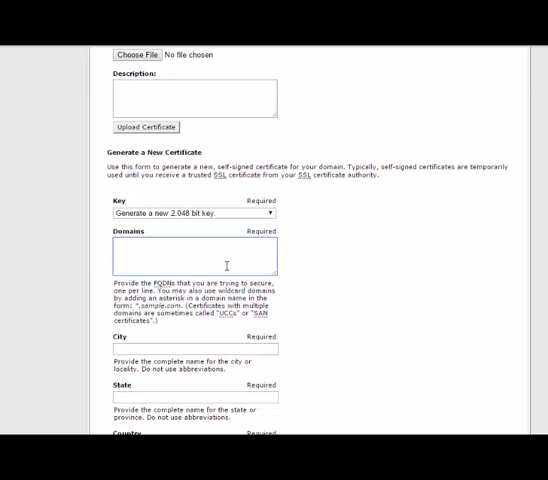 Choose File No file chosen
Description:
Upload Certificate
Generate a New Certificate
Use this form to generate a new, self-signed certificate for your domain. Typically, self-signed certificates are temporarily
used until you receive a trusted SSL certificate from your SSL certificate authority.
Key Required
Generate a new 2,048 bit key.
Domains Required
Provide the FQDNs that you are trying to secure,
one per line. You may also use wildcard domains
by adding an asterisk in a domain name in the
form: *.sample.com. (Certificates with multiple
domains are sometimes called "UCCs" or "SAN
certificates".)
City Required
Provide the complete name for the city or
locality. Do not use abbreviations.
State Required
Provide the complete name for the state or
province. Do not use abbreviations.
Country Required